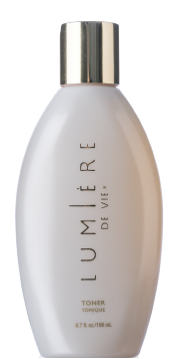 LUMIÈRE
DE VIE®
TONER
TONIQUE
6.7 fl. oz./198 mL